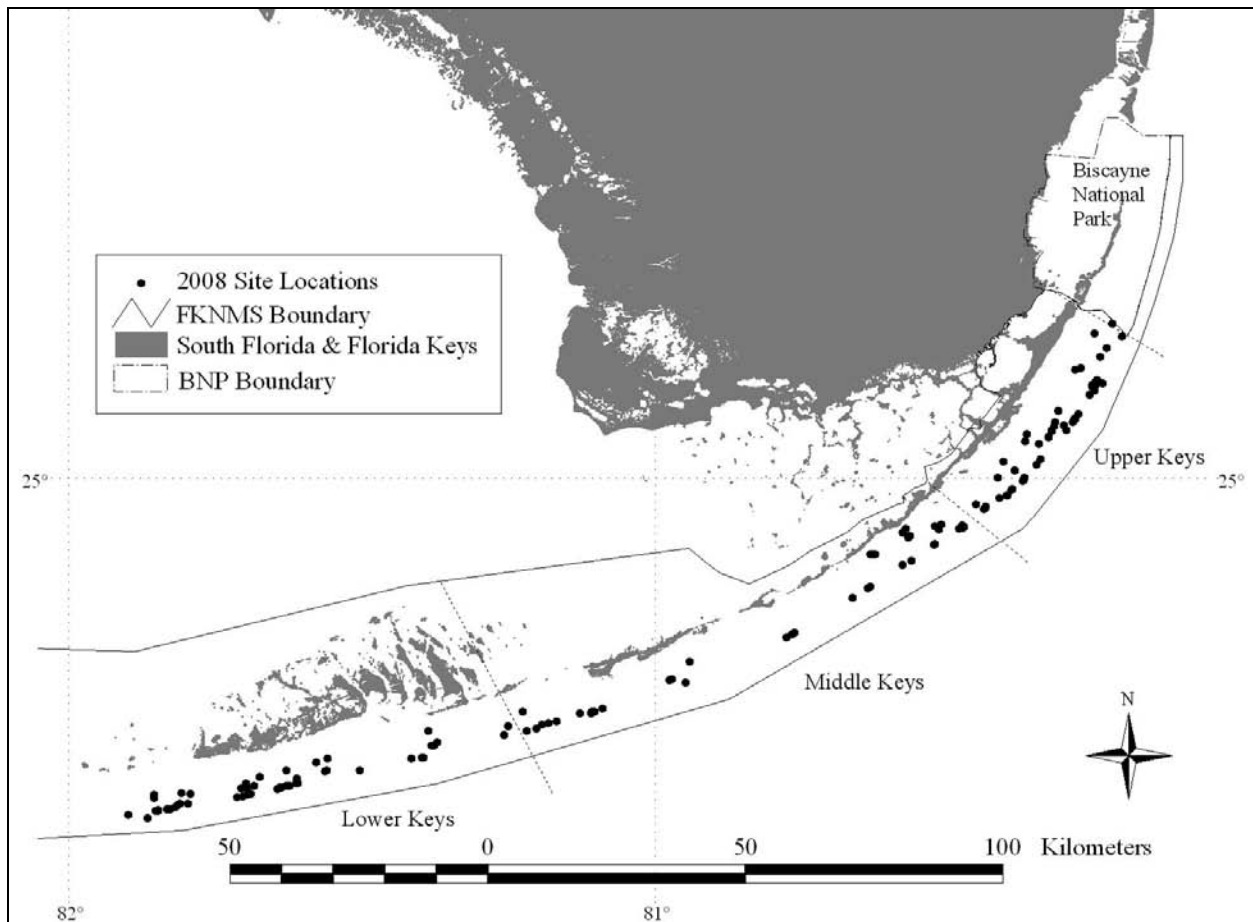 Biscayne
National
Park
2008 Site Locations
FKNMS Boundary
South Florida & Florida Keys
BNP Boundary
Upper Keys
25°
25°
Middle Keys
N
Lower Keys
50 0 50 100 Kilometers
82°
81°